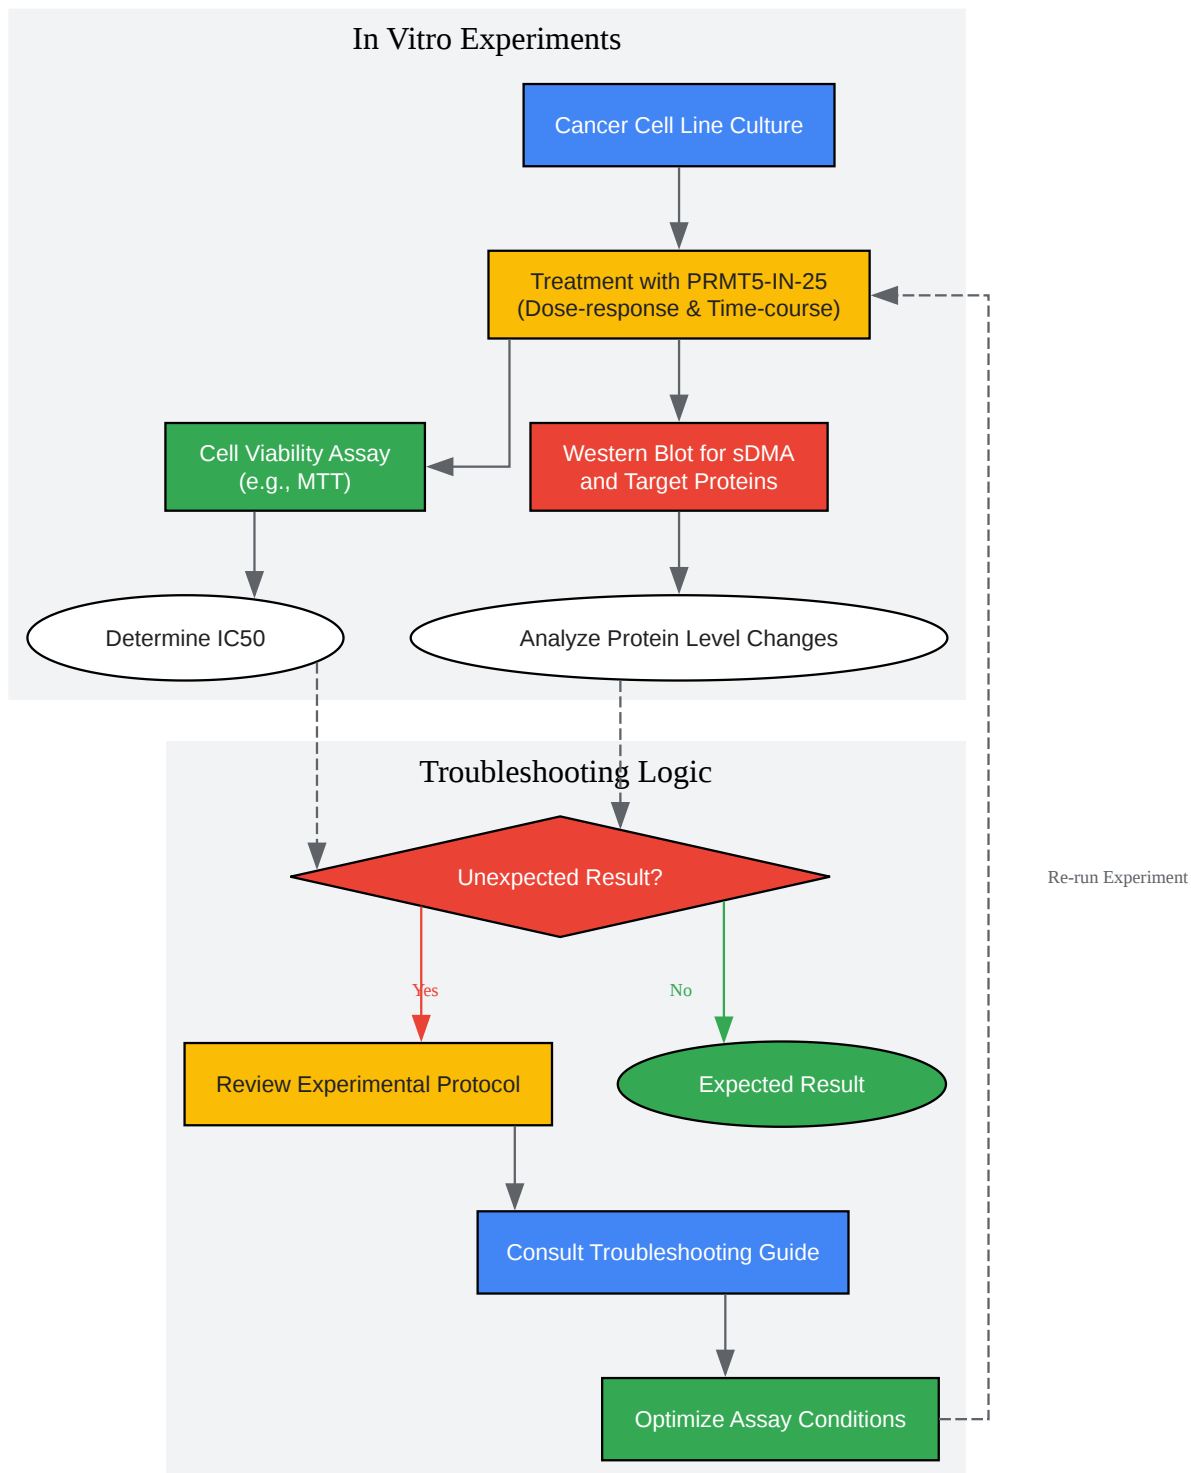 In Vitro Experiments
Cancer Cell Line Culture
Treatment with PRMT5-IN-25
(Dose-response & Time-course)
Cell Viability Assay
(e.g., MTT)
Western Blot for sDMA
and Target Proteins
Determine IC50
Analyze Protein Level Changes
Troubleshooting Logic
Unexpected Result?
Re-run Experiment
Yes
No
Review Experimental Protocol
Expected Result
Consult Troubleshooting Guide
Optimize Assay Conditions